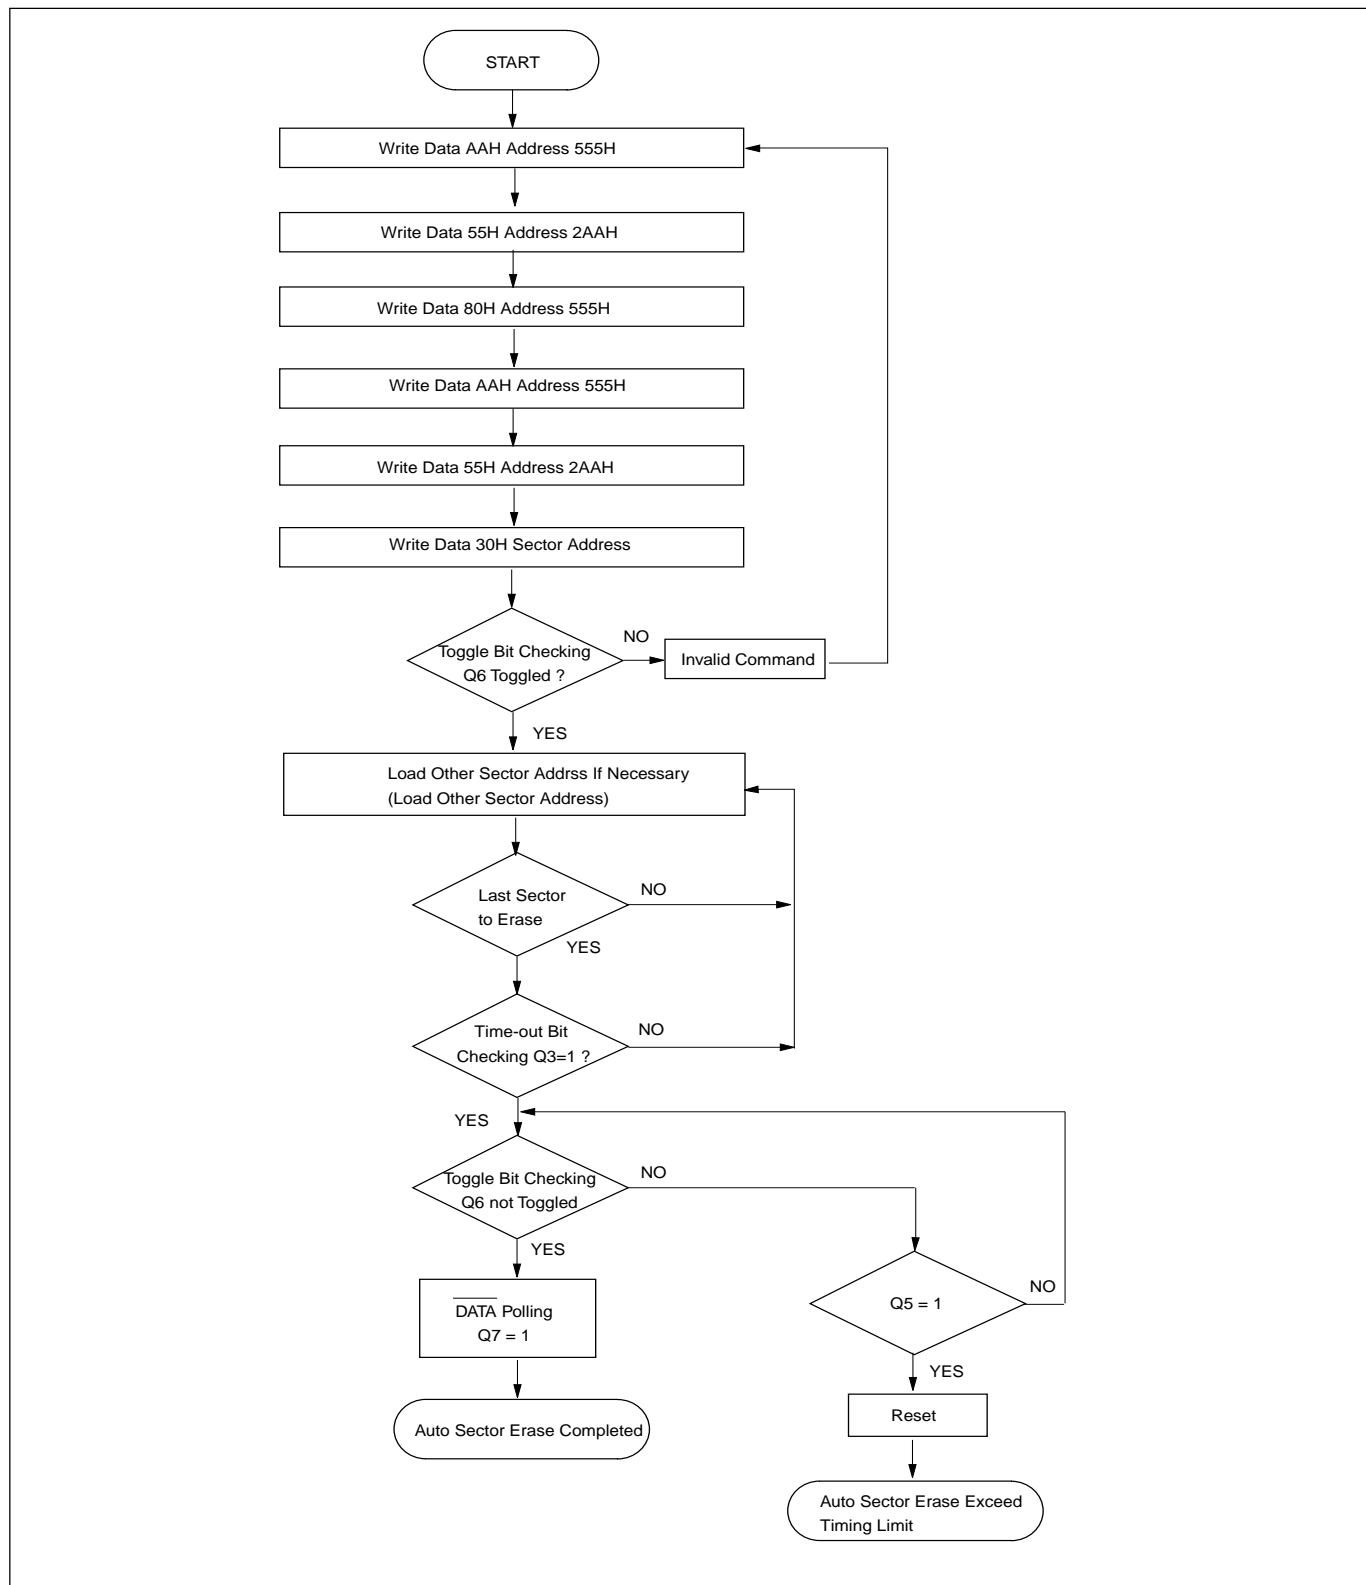 START
Write Data AAH Address 555H
Write Data 55H Address 2AAH
Write Data 80H Address 555H
Write Data AAH Address 555H
Write Data 55H Address 2AAH
Write Data 30H Sector Address
Toggle Bit Checking
Q6 Toggled ?
NO
Invalid Command
YES
Load Other Sector Addrss If Necessary
(Load Other Sector Address)
Last Sector
to Erase
NO
YES
Time-out Bit
Checking Q3=1 ?
NO
YES
Toggle Bit Checking
Q6 not Toggled
NO
YES
DATA Polling
Q7 = 1
Q5 = 1
NO
YES
Auto Sector Erase Completed
Reset
Auto Sector Erase Exceed
Timing Limit